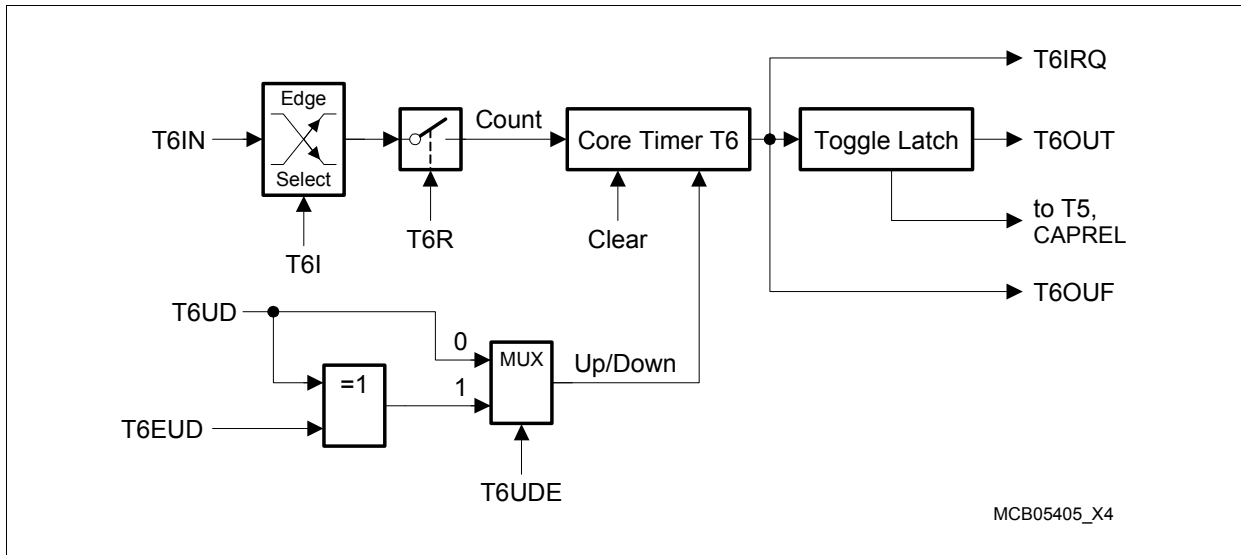 T6IRQ
Edge
Count
T6IN
Core Timer T6
Toggle Latch
T6OUT
Select
to T5,
CAPREL
T6R
Clear
T6I
T6OUF
T6UD
0
MUX
Up/Down
=1
1
T6EUD
T6UDE
MCB05405_X4